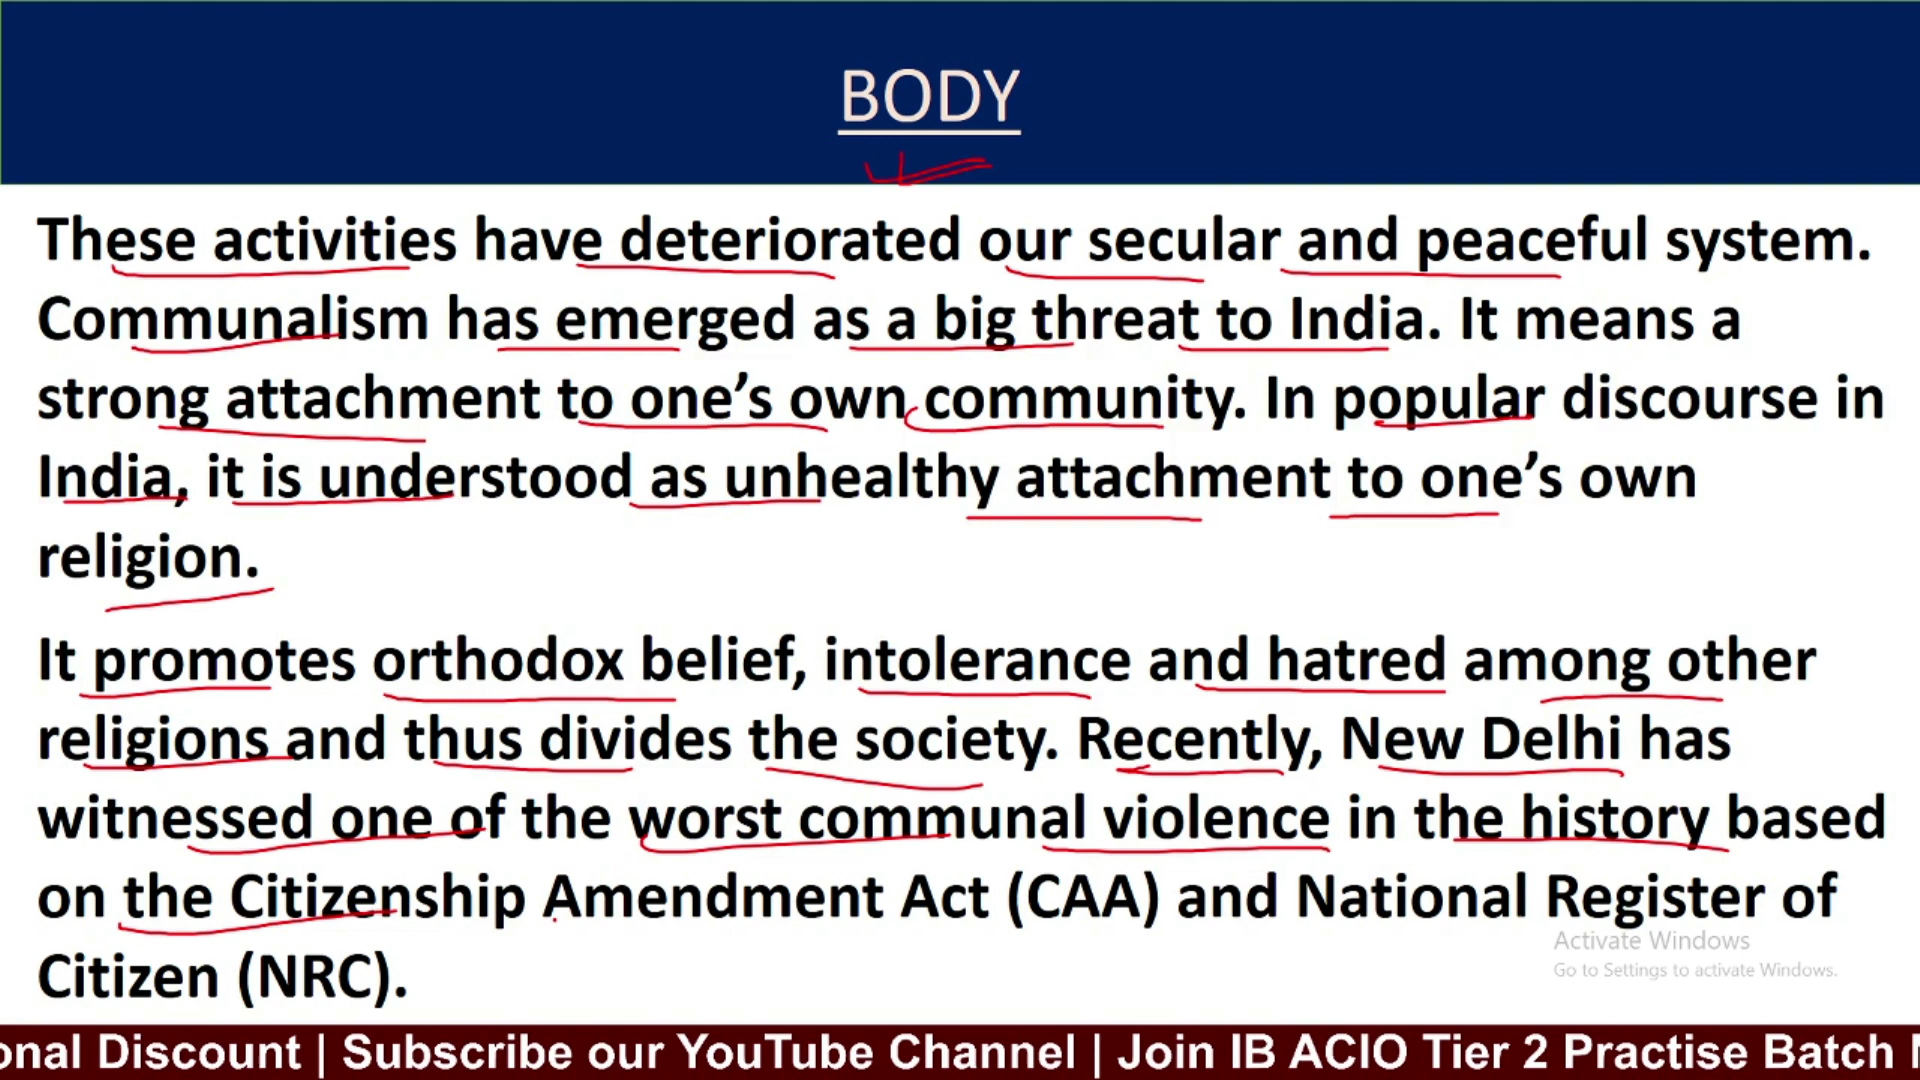 BODY
These activities have deteriorated our secular and peaceful system.
Communalism has emerged as a big threat to India. It means a
strong attachment to one’s own community. In popular discourse in
India, it is understood as unhealthy attachment to one’s own
religion.
It promotes orthodox belief, intolerance and hatred among other
religions and thus divides the society. Recently, New Delhi has
witnessed one of the worst communal violence in the history based
on the Citizenship Amendment Act (CAA) and National Register of
Citizen (NRC).
Activate Windows
Go to Settings to activate Windows.
Discount | Subscribe our YouTube Channel | Join IB ACIO Tier 2 Practise Batch